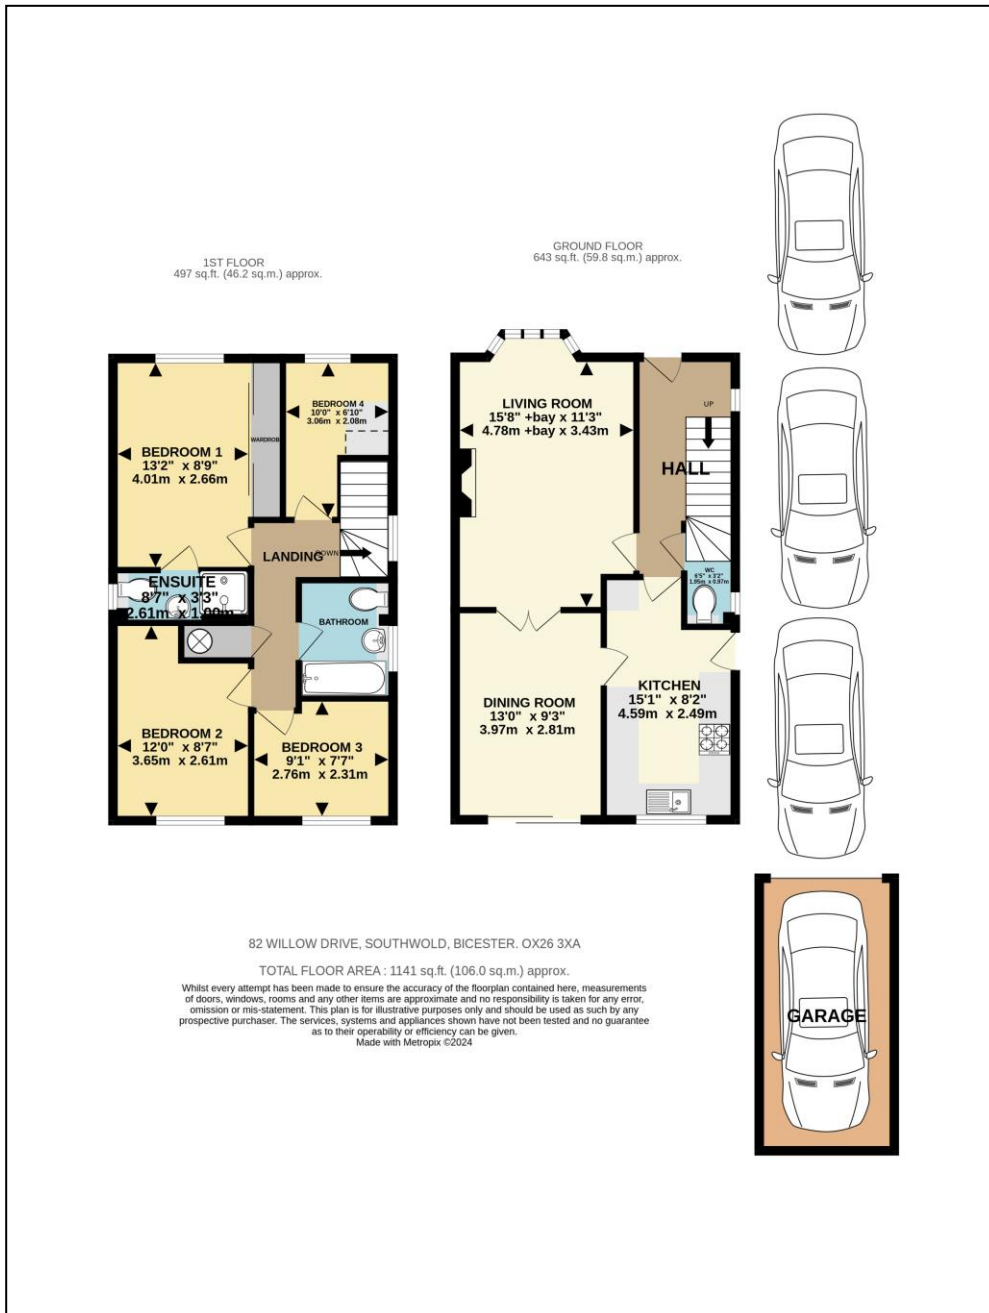 1ST FLOOR
497 sq.ft. (46.2 sq.m.) approx.
GROUND FLOOR
643 sq.ft. (59.8 sq.m.) approx.
BEDROOM 1
13'2" x 8'9"
4.01m x 2.66m
WARDROB
BEDROOM 4
10'0" x 6'10"
3.06m x 2.08m
LANDING
DOWN
ENSUITE
8'7" x 3'3"
2.61m x 1.00m
BATHROOM
BEDROOM 2
12'0" x 8'7"
3.65m x 2.61m
BEDROOM 3
9'1" x 7'7"
2.76m x 2.31m
LIVING ROOM
15'8" +bay x 11'3"
4.78m +bay x 3.43m
UP
HALL
WC
6'5" x 3'2"
1.95m x 0.97m
DINING ROOM
13'0" x 9'3"
3.97m x 2.81m
KITCHEN
15'1" x 8'2"
4.59m x 2.49m
GARAGE
82 WILLOW DRIVE, SOUTHWOLD, BICESTER. OX26 3XA
TOTAL FLOOR AREA : 1141 sq.ft. (106.0 sq.m.) approx.
Whilst every attempt has been made to ensure the accuracy of the floorplan contained here, measurements
of doors, windows, rooms and any other items are approximate and no responsibility is taken for any error,
omission or mis-statement. This plan is for illustrative purposes only and should be used as such by any
prospective purchaser. The services, systems and appliances shown have not been tested and no guarantee
as to their operability or efficiency can be given.
Made with Metropix ©2024